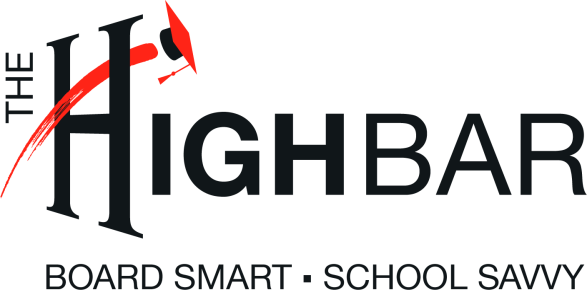 THE HIGHBAR
BOARD SMART ▪ SCHOOL SAVVY